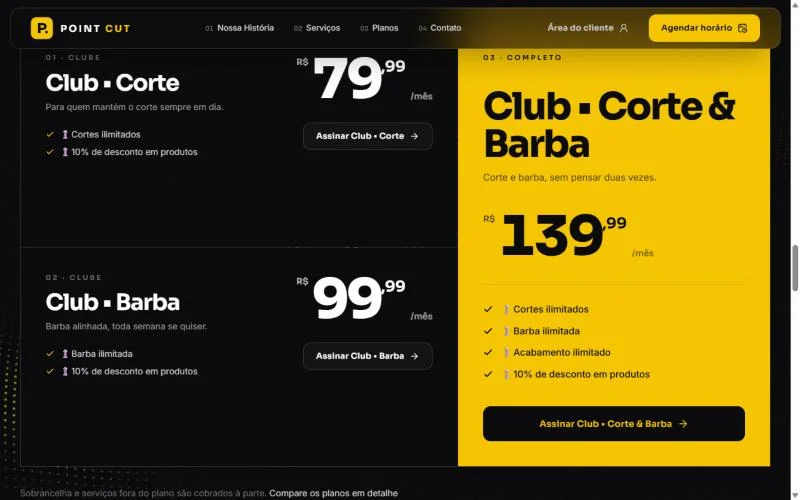 P. POINT CUT
01 Nossa História
02 Serviços
03 Planos
04 Contato
Área do cliente
Agendar horário
01 · CLUBE
Club ▪ Corte
Para quem mantém o corte sempre em dia.
Cortes ilimitados
10% de desconto em produtos
R$ 79,99 /mês
Assinar Club ▪ Corte →
02 · CLUBE
Club ▪ Barba
Barba alinhada, toda semana se quiser.
Barba ilimitada
10% de desconto em produtos
R$ 99,99 /mês
Assinar Club ▪ Barba →
03 · COMPLETO
Club ▪ Corte &
Barba
Corte e barba, sem pensar duas vezes.
R$ 139,99 /mês
Cortes ilimitados
Barba ilimitada
Acabamento ilimitado
10% de desconto em produtos
Assinar Club ▪ Corte & Barba →
Sobrancelha e serviços fora do plano são cobrados à parte. Compare os planos em detalhe